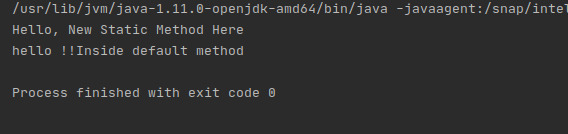 /usr/lib/jvm/java-1.11.0-openjdk-amd64/bin/java -javaagent:/snap/intel
Hello, New Static Method Here
hello !!Inside default method
Process finished with exit code 0